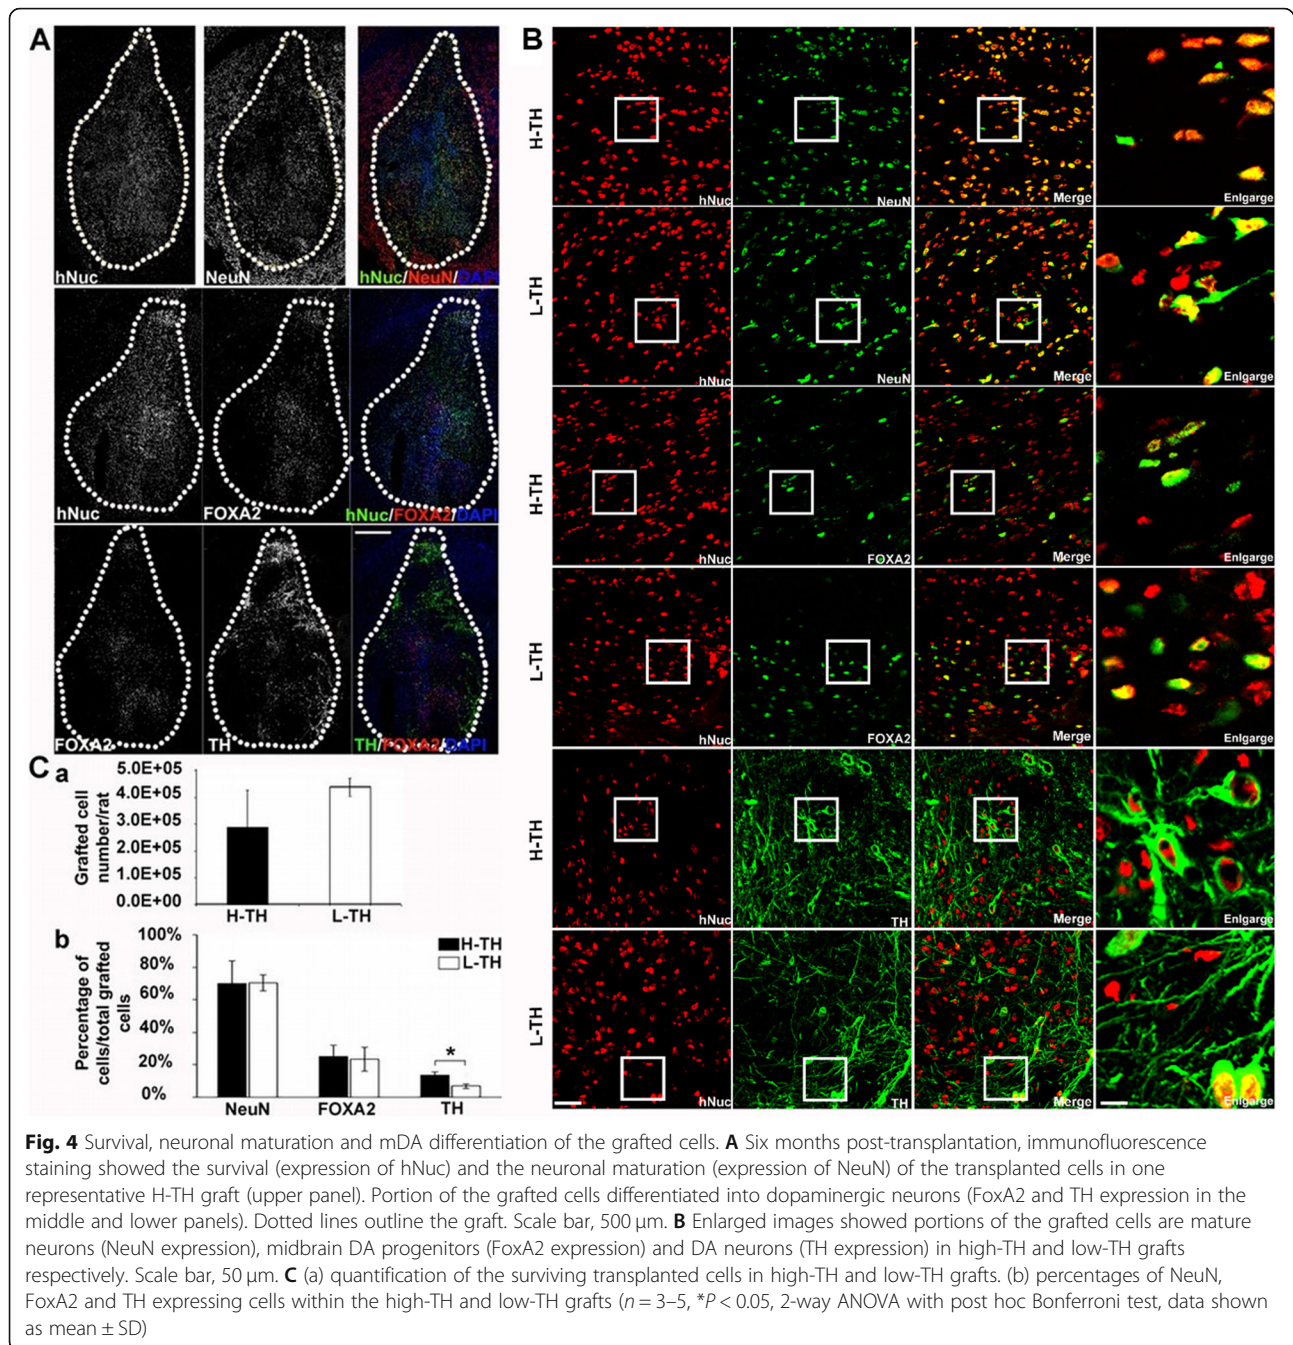 A
hNuc
NeuN
hNuc/NeuN/DAPI
hNuc
FOXA2
hNuc/FOXA2/DAPI
FOXA2
TH
TH/FOXA2/DAPI
B
H-TH
hNuc
NeuN
Merge
Enlgarge
L-TH
hNuc
NeuN
Merge
Enlgarge
H-TH
hNuc
FOXA2
Merge
Enlgarge
L-TH
hNuc
FOXA2
Merge
Enlgarge
H-TH
hNuc
TH
Merge
Enlgarge
L-TH
hNuc
TH
Merge
Enlgarge
C
a
Grafted cell
number/rat
5.0E+05
4.0E+05
3.0E+05
2.0E+05
1.0E+05
0.0E+00
H-TH
L-TH
b
Percentage of
cells/total grafted
cells
100%
80%
60%
40%
20%
0%
H-TH
L-TH
*
NeuN
FOXA2
TH
Fig. 4 Survival, neuronal maturation and mDA differentiation of the grafted cells. A Six months post-transplantation, immunofluorescence
staining showed the survival (expression of hNuc) and the neuronal maturation (expression of NeuN) of the transplanted cells in one
representative H-TH graft (upper panel). Portion of the grafted cells differentiated into dopaminergic neurons (FoxA2 and TH expression in the
middle and lower panels). Dotted lines outline the graft. Scale bar, 500 μm. B Enlarged images showed portions of the grafted cells are mature
neurons (NeuN expression), midbrain DA progenitors (FoxA2 expression) and DA neurons (TH expression) in high-TH and low-TH grafts
respectively. Scale bar, 50 μm. C (a) quantification of the surviving transplanted cells in high-TH and low-TH grafts. (b) percentages of NeuN,
FoxA2 and TH expressing cells within the high-TH and low-TH grafts (n = 3–5, *P < 0.05, 2-way ANOVA with post hoc Bonferroni test, data shown
as mean ± SD)